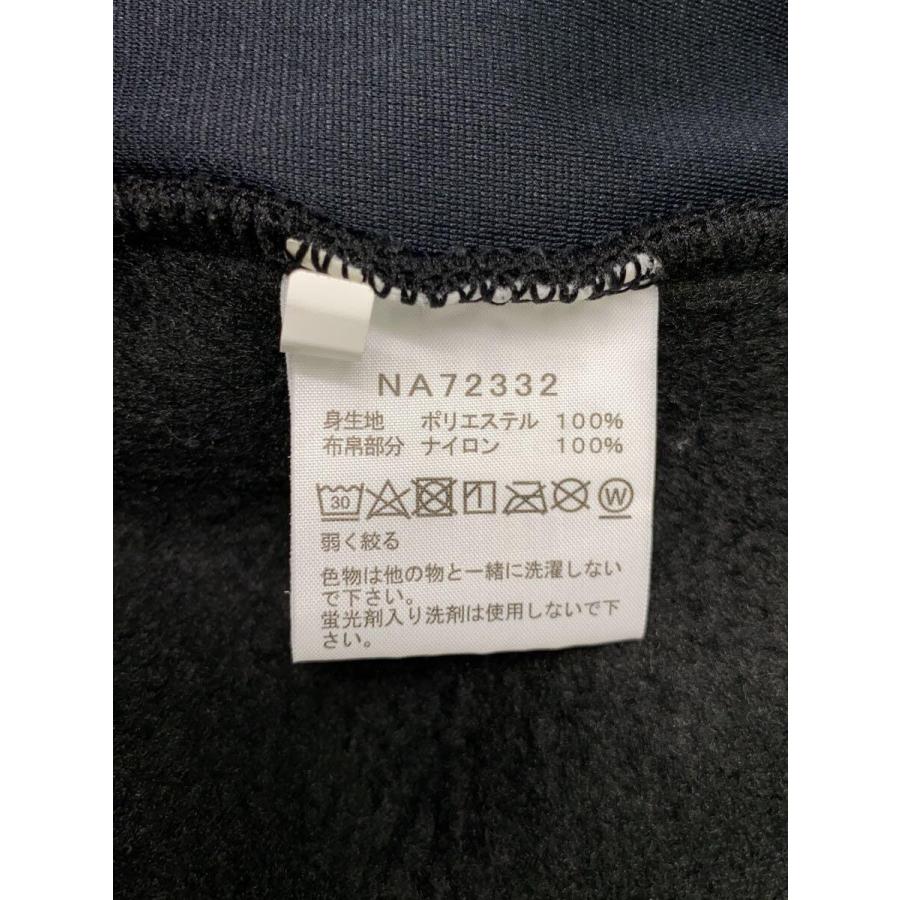 NA72332
身生地 ポリエステル 100%
布帛部分 ナイロン 100%
30 W
弱く絞る
色物は他の物と一緒に洗濯しない
で下さい。
蛍光剤入り洗剤は使用しないで下
さい。